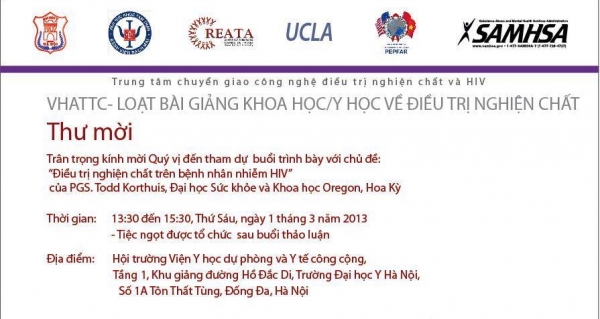 REATA
UCLA
PEPFAR
SAMHSA
Trung tâm chuyển giao công nghệ điều trị nghiện chất và HIV
VHATTC- LOẠT BÀI GIẢNG KHOA HỌC/Y HỌC VỀ ĐIỀU TRỊ NGHIỆN CHẤT
Thư mời
Trân trọng kính mời Quý vị đến tham dự buổi trình bày với chủ đề:
“Điều trị nghiện chất trên bệnh nhân nhiễm HIV”
của PGS. Todd Korthuis, Đại học Sức khỏe và Khoa học Oregon, Hoa Kỳ
Thời gian: 13:30 đến 15:30, Thứ Sáu, ngày 1 tháng 3 năm 2013
- Tiệc ngọt được tổ chức sau buổi thảo luận
Địa điểm: Hội trường Viện Y học dự phòng và Y tế công cộng,
Tầng 1, Khu giảng đường Hồ Đắc Di, Trường Đại học Y Hà Nội,
Số 1A Tôn Thất Tùng, Đống Đa, Hà Nội